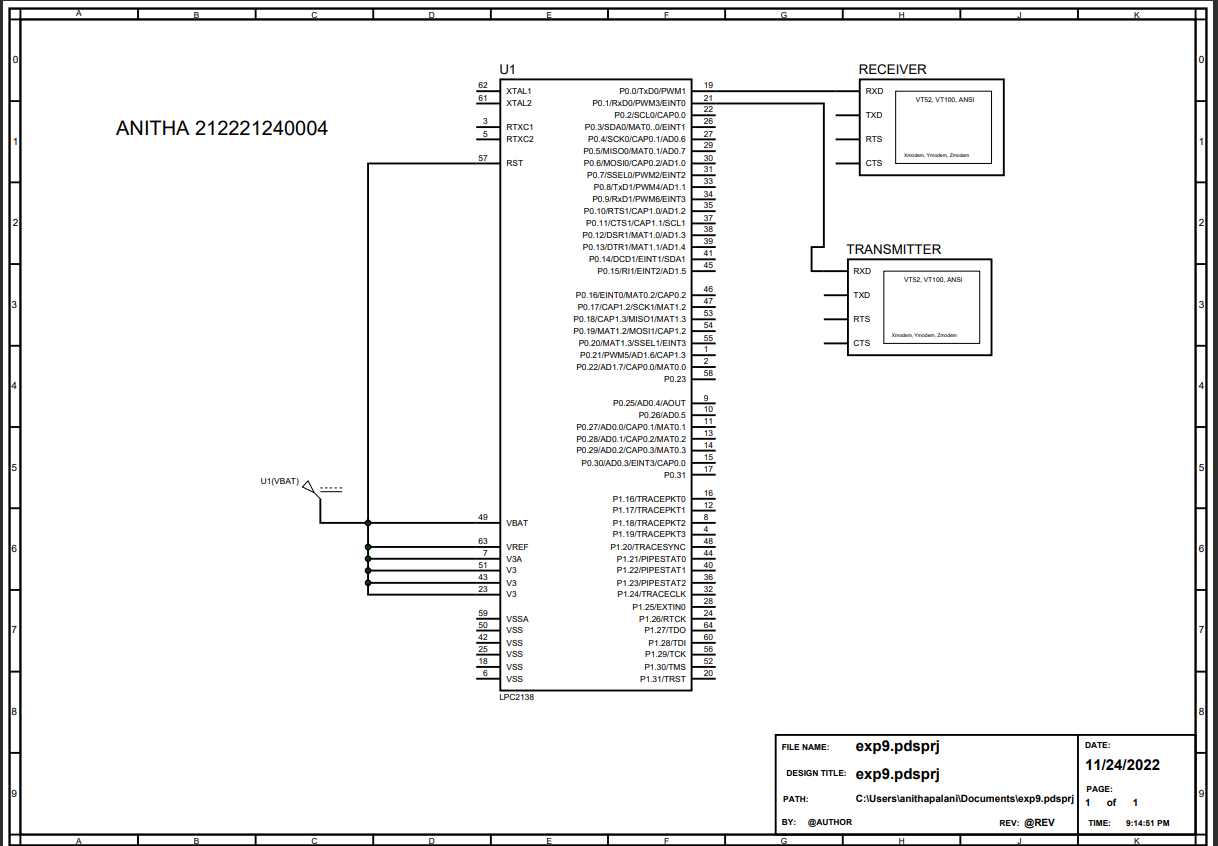 A B C D E F G H J K
0 0
1 1
2 2
3 3
4 4
5 5
6 6
7 7
8 8
9 9
ANITHA 212221240004
U1
62 XTAL1
61 XTAL2
3 RTXC1
5 RTXC2
57 RST
U1(VBAT)
49 VBAT
63 VREF
7 V3A
51 V3
43 V3
23 V3
59 VSSA
50 VSS
42 VSS
25 VSS
18 VSS
6 VSS
P0.0/TxD0/PWM1 19
P0.1/RxD0/PWM3/EINT0 21
P0.2/SCL0/CAP0.0 22
P0.3/SDA0/MAT0..0/EINT1 26
P0.4/SCK0/CAP0.1/AD0.6 27
P0.5/MISO0/MAT0.1/AD0.7 29
P0.6/MOSI0/CAP0.2/AD1.0 30
P0.7/SSEL0/PWM2/EINT2 31
P0.8/TxD1/PWM4/AD1.1 33
P0.9/RxD1/PWM6/EINT3 34
P0.10/RTS1/CAP1.0/AD1.2 35
P0.11/CTS1/CAP1.1/SCL1 37
P0.12/DSR1/MAT1.0/AD1.3 38
P0.13/DTR1/MAT1.1/AD1.4 39
P0.14/DCD1/EINT1/SDA1 41
P0.15/RI1/EINT2/AD1.5 45
P0.16/EINT0/MAT0.2/CAP0.2 46
P0.17/CAP1.2/SCK1/MAT1.2 47
P0.18/CAP1.3/MISO1/MAT1.3 53
P0.19/MAT1.2/MOSI1/CAP1.2 54
P0.20/MAT1.3/SSEL1/EINT3 55
P0.21/PWM5/AD1.6/CAP1.3 1
P0.22/AD1.7/CAP0.0/MAT0.0 2
P0.23 58
P0.25/AD0.4/AOUT 9
P0.26/AD0.5 10
P0.27/AD0.0/CAP0.1/MAT0.1 11
P0.28/AD0.1/CAP0.2/MAT0.2 13
P0.29/AD0.2/CAP0.3/MAT0.3 14
P0.30/AD0.3/EINT3/CAP0.0 15
P0.31 17
P1.16/TRACEPKT0 16
P1.17/TRACEPKT1 12
P1.18/TRACEPKT2 8
P1.19/TRACEPKT3 4
P1.20/TRACESYNC 48
P1.21/PIPESTAT0 44
P1.22/PIPESTAT1 40
P1.23/PIPESTAT2 36
P1.24/TRACECLK 32
P1.25/EXTIN0 28
P1.26/RTCK 24
P1.27/TDO 64
P1.28/TDI 60
P1.29/TCK 56
P1.30/TMS 52
P1.31/TRST 20
LPC2138
RECEIVER
RXD
TXD
RTS
CTS
VT52, VT100, ANSI
Xmodem, Ymodem, Zmodem
TRANSMITTER
RXD
TXD
RTS
CTS
VT52, VT100, ANSI
Xmodem, Ymodem, Zmodem
FILE NAME: exp9.pdsprj
DESIGN TITLE: exp9.pdsprj
PATH: C:\Users\anithapalani\Documents\exp9.pdsprj
BY: @AUTHOR REV: @REV
DATE:
11/24/2022
PAGE:
1 of 1
TIME: 9:14:51 PM
A B C D E F G H J K